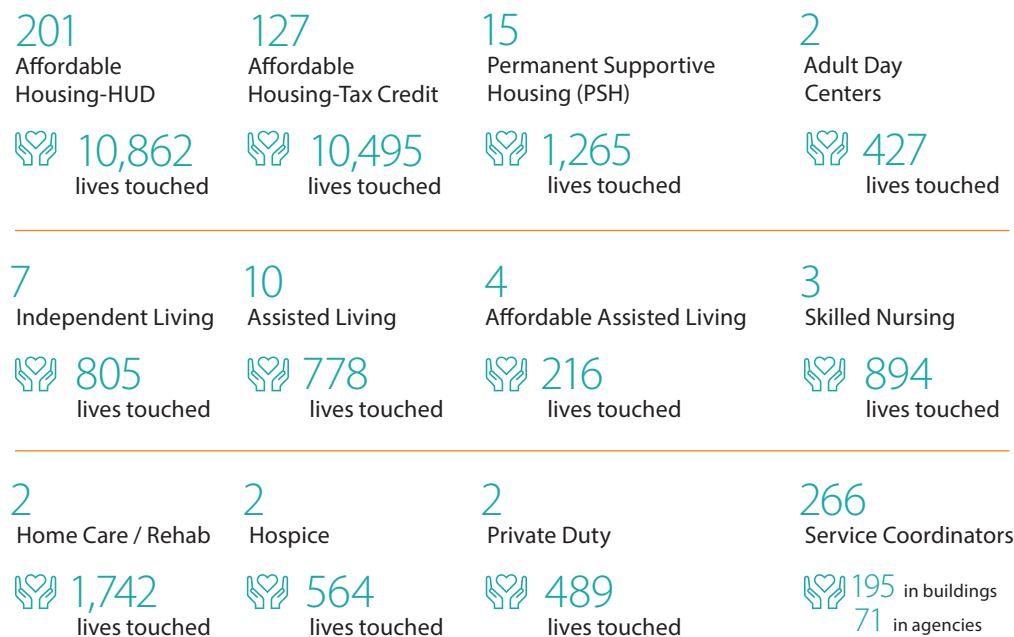 201
Affordable
Housing-HUD
10,862
lives touched
127
Affordable
Housing-Tax Credit
10,495
lives touched
15
Permanent Supportive
Housing (PSH)
1,265
lives touched
2
Adult Day
Centers
427
lives touched
7
Independent Living
805
lives touched
10
Assisted Living
778
lives touched
4
Affordable Assisted Living
216
lives touched
3
Skilled Nursing
894
lives touched
2
Home Care / Rehab
1,742
lives touched
2
Hospice
564
lives touched
2
Private Duty
489
lives touched
266
Service Coordinators
195 in buildings
71 in agencies